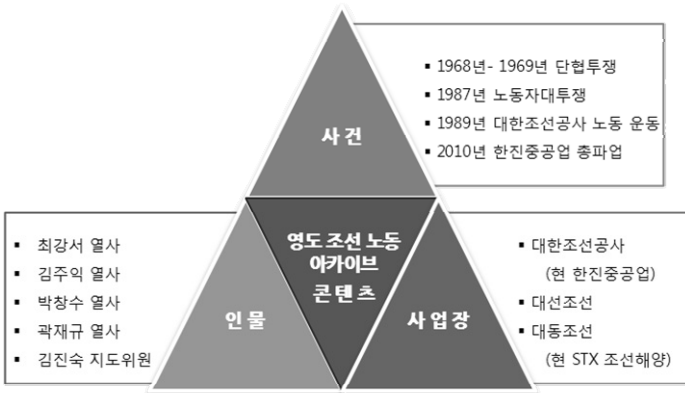 ▪ 1968년- 1969년 단협투쟁
▪ 1987년 노동자대투쟁
▪ 1989년 대한조선공사 노동 운동
▪ 2010년 한진중공업 총파업
사건
영도 조선 노동
아카이브
콘텐츠
▪ 최강서 열사
▪ 김주익 열사
▪ 박창수 열사
▪ 곽재규 열사
▪ 김진숙 지도위원
인물
사업장
▪ 대한조선공사
(현 한진중공업)
▪ 대선조선
▪ 대동조선
(현 STX 조선해양)